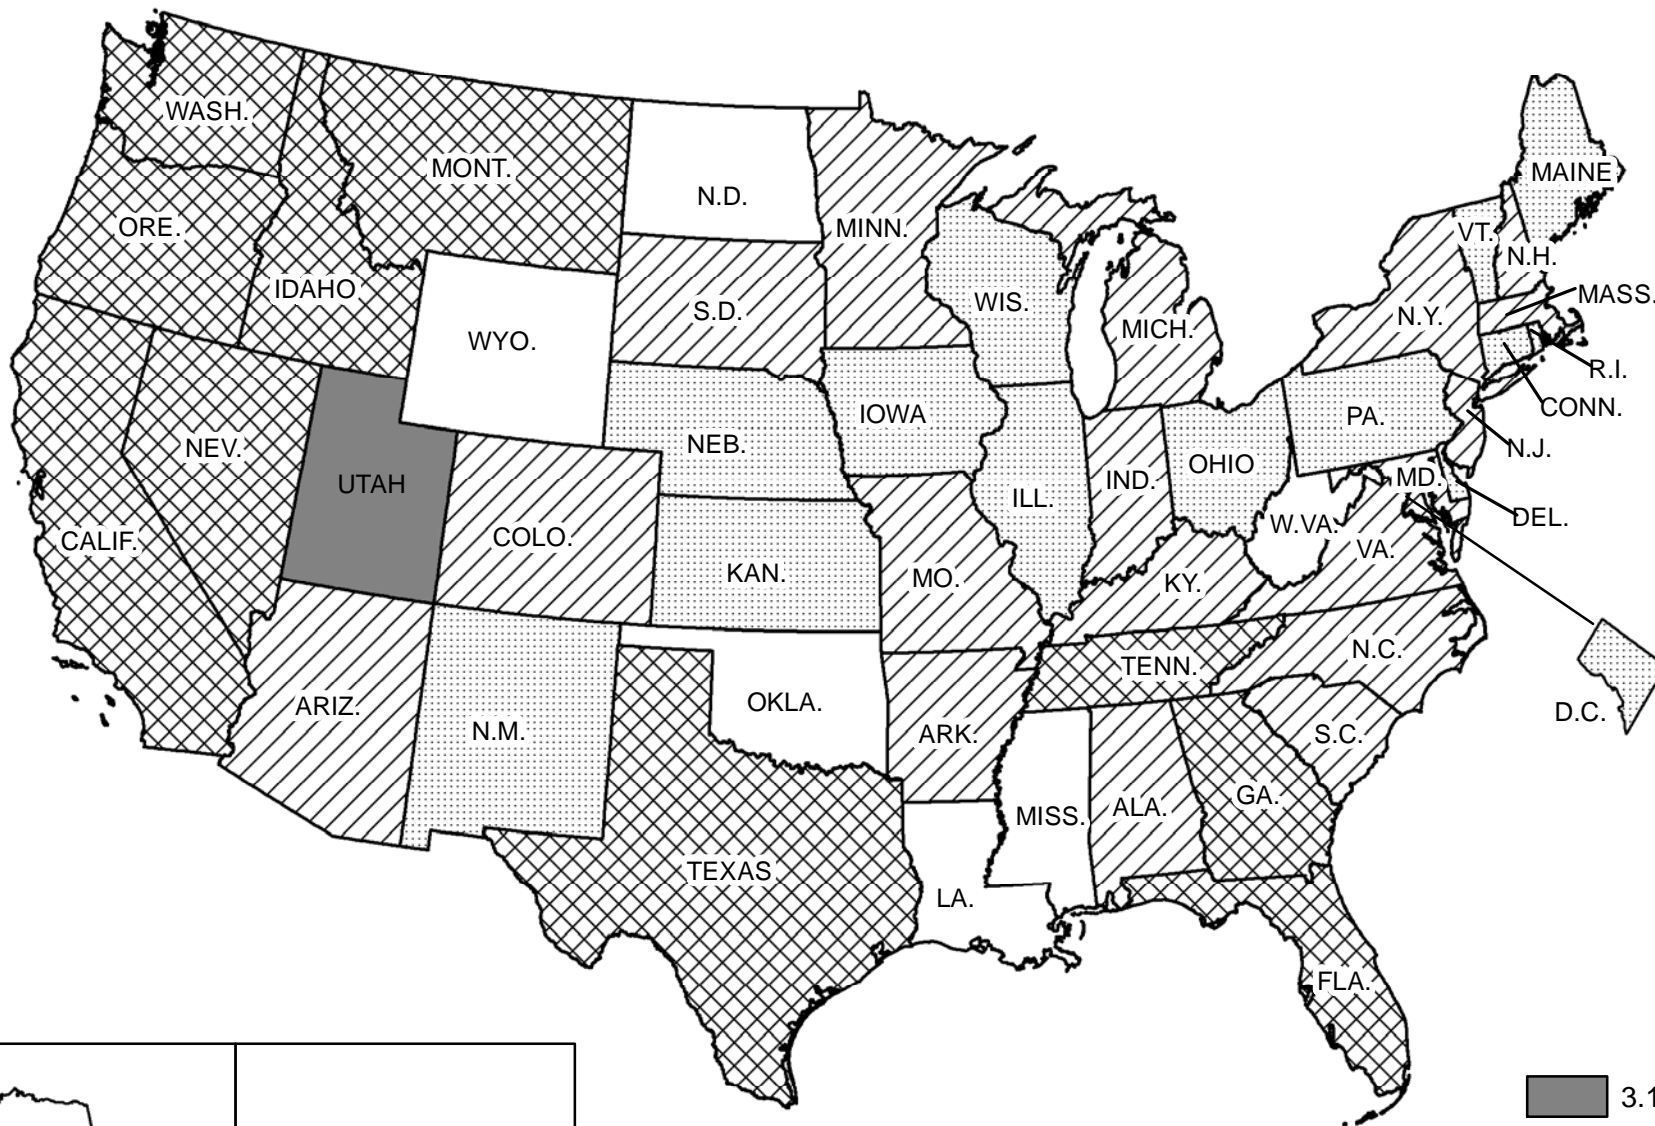 WASH.
MONT.
N.D.
MINN.
MAINE
ORE.
VT.
N.H.
IDAHO
MASS.
WIS.
S.D.
N.Y.
MICH.
WYO.
R.I.
CONN.
IOWA
PA.
NEB.
NEV.
N.J.
OHIO
UTAH
MD.
IND.
ILL.
DEL.
W.VA.
CALIF.
COLO.
VA.
KAN.
MO.
KY.
N.C.
TENN.
ARIZ.
OKLA.
D.C.
N.M.
ARK.
S.C.
GA.
ALA.
MISS.
TEXAS
LA.
FLA.
3.1